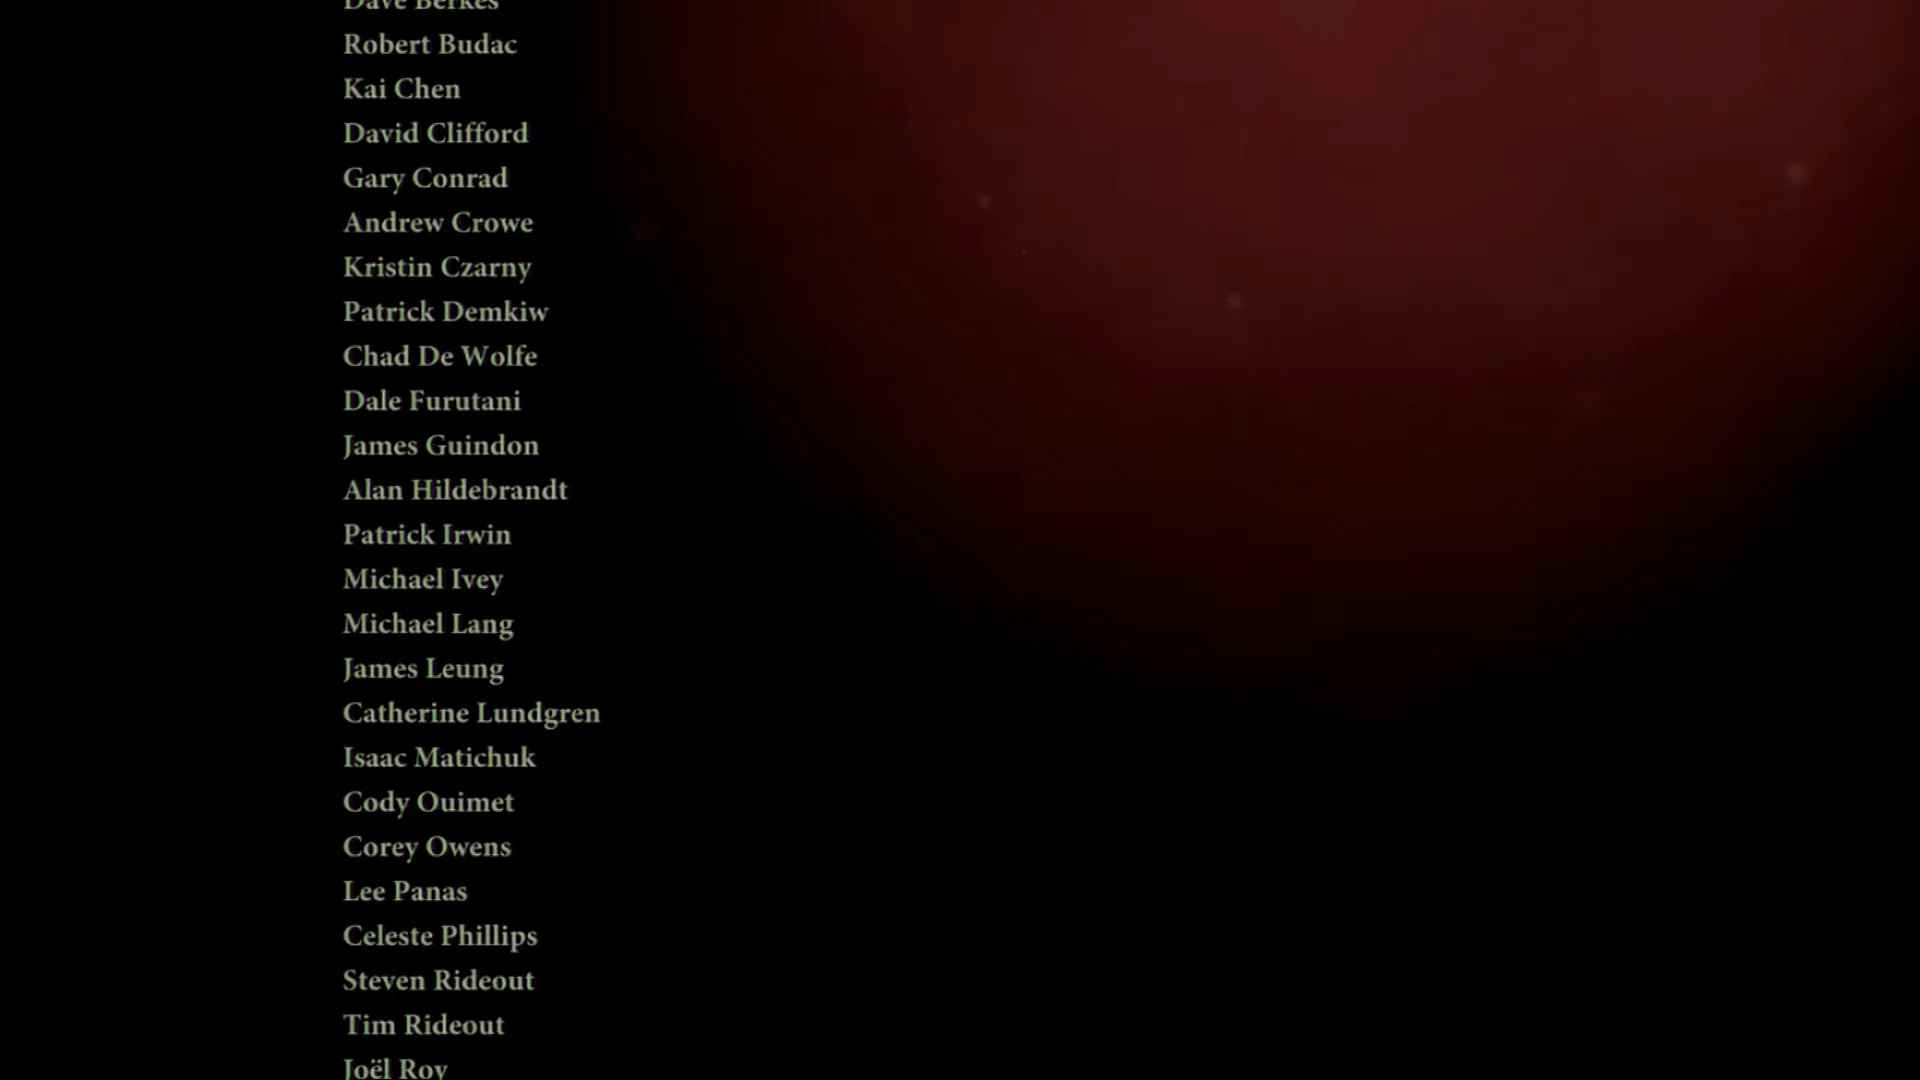 Dave Berkes
Robert Budac
Kai Chen
David Clifford
Gary Conrad
Andrew Crowe
Kristin Czarny
Patrick Demkiw
Chad De Wolfe
Dale Furutani
James Guindon
Alan Hildebrandt
Patrick Irwin
Michael Ivey
Michael Lang
James Leung
Catherine Lundgren
Isaac Matichuk
Cody Ouimet
Corey Owens
Lee Panas
Celeste Phillips
Steven Rideout
Tim Rideout
Joël Roy